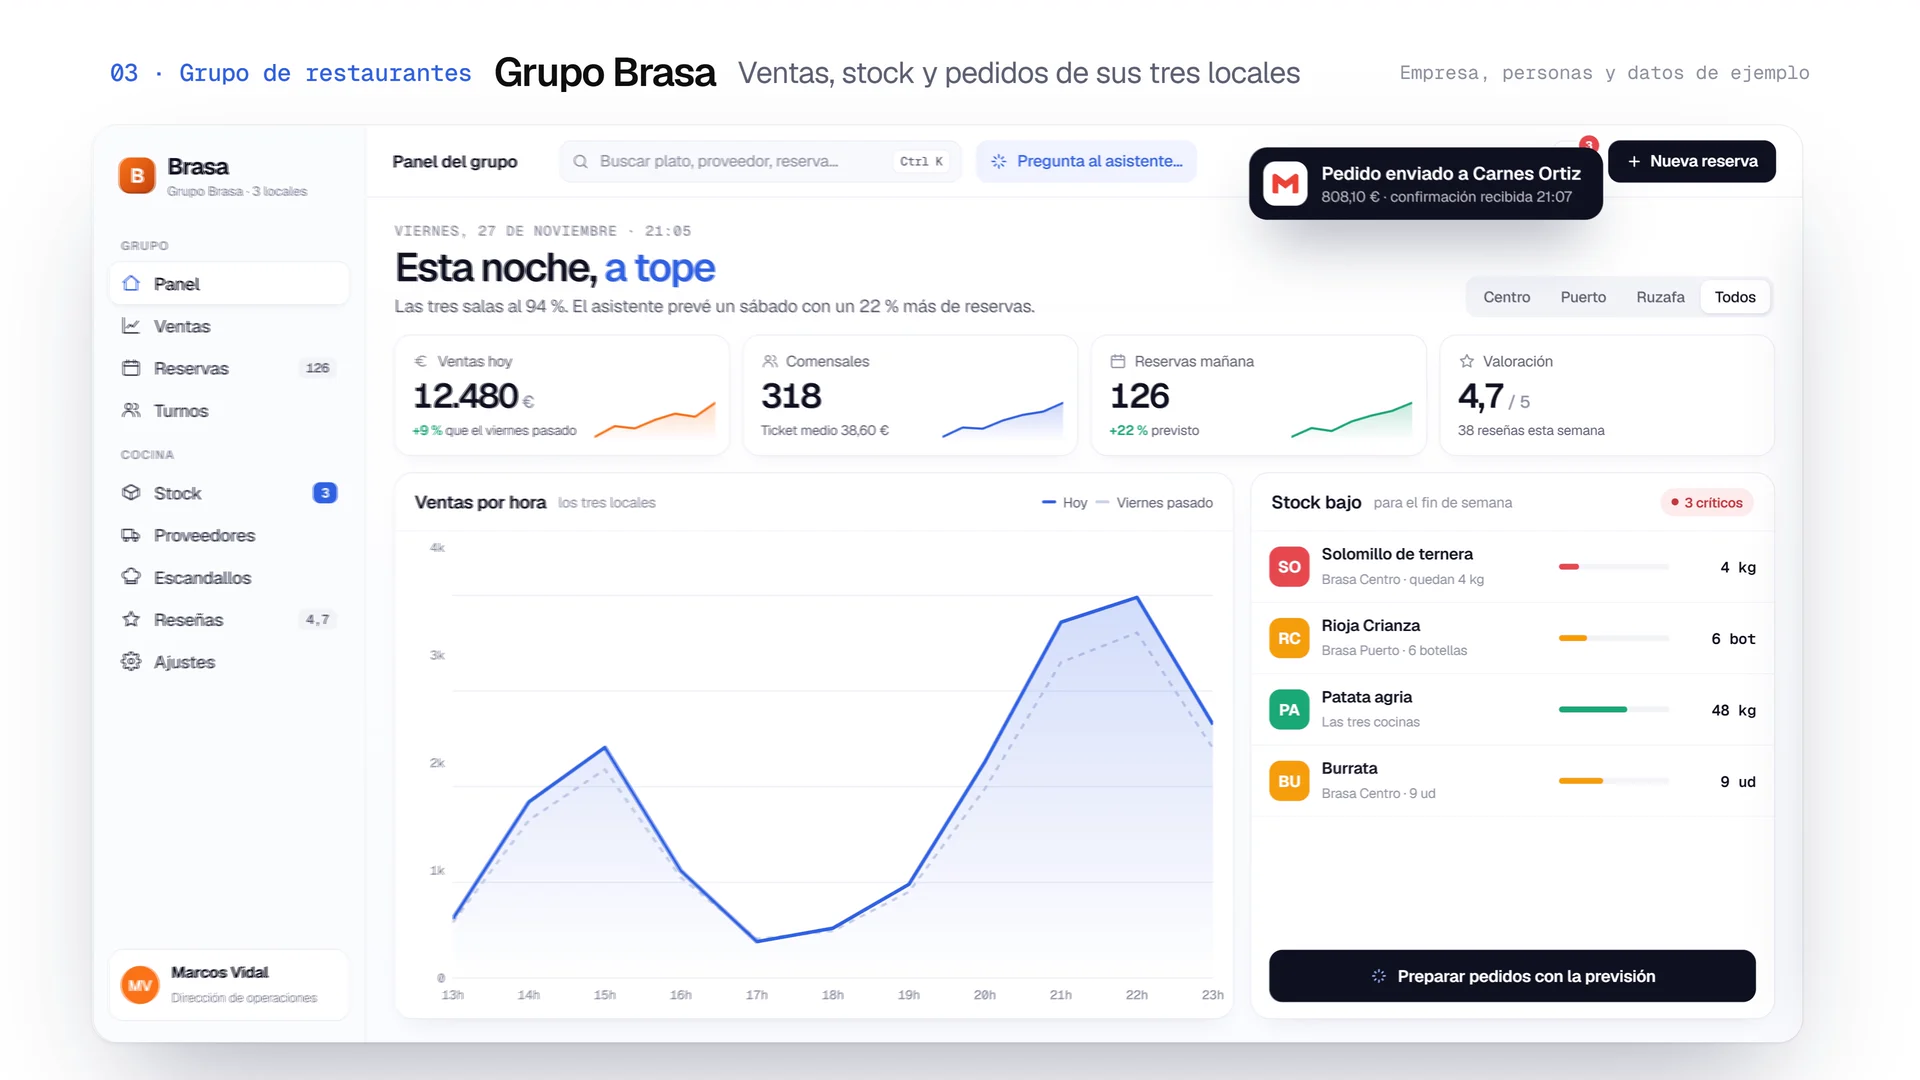 03 · Grupo de restaurantes Grupo Brasa Ventas, stock y pedidos de sus tres locales Empresa, personas y datos de ejemplo
B Brasa
Grupo Brasa · 3 locales
GRUPO
Panel
Ventas
Reservas 126
Turnos
COCINA
Stock 3
Proveedores
Escandallos
Reseñas 4,7
Ajustes
MV Marcos Vidal
Dirección de operaciones
Panel del grupo
Buscar plato, proveedor, reserva... Ctrl K
Pregunta al asistente...
3
Pedido enviado a Carnes Ortiz
808,10 € · confirmación recibida 21:07
+ Nueva reserva
VIERNES, 27 DE NOVIEMBRE · 21:05
Esta noche, a tope
Las tres salas al 94 %. El asistente prevé un sábado con un 22 % más de reservas.
Centro Puerto Ruzafa Todos
€ Ventas hoy
12.480 €
+9 % que el viernes pasado
Comensales
318
Ticket medio 38,60 €
Reservas mañana
126
+22 % previsto
Valoración
4,7 / 5
38 reseñas esta semana
Ventas por hora los tres locales
Hoy Viernes pasado
4k
3k
2k
1k
0
13h 14h 15h 16h 17h 18h 19h 20h 21h 22h 23h
Stock bajo para el fin de semana 3 críticos
SO Solomillo de ternera
Brasa Centro · quedan 4 kg
4 kg
RC Rioja Crianza
Brasa Puerto · 6 botellas
6 bot
PA Patata agria
Las tres cocinas
48 kg
BU Burrata
Brasa Centro · 9 ud
9 ud
Preparar pedidos con la previsión